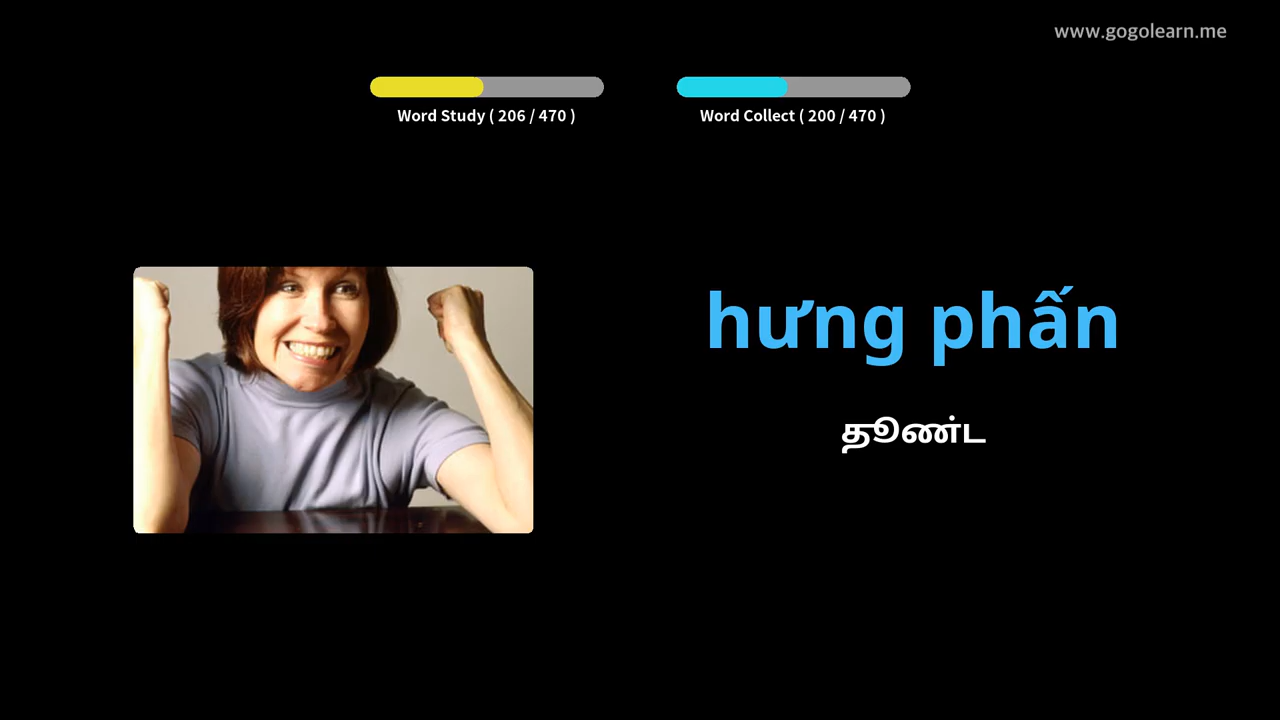 www.gogolearn.me
Word Study ( 206 / 470 )
Word Collect ( 200 / 470 )
hưng phấn
தூண்ட